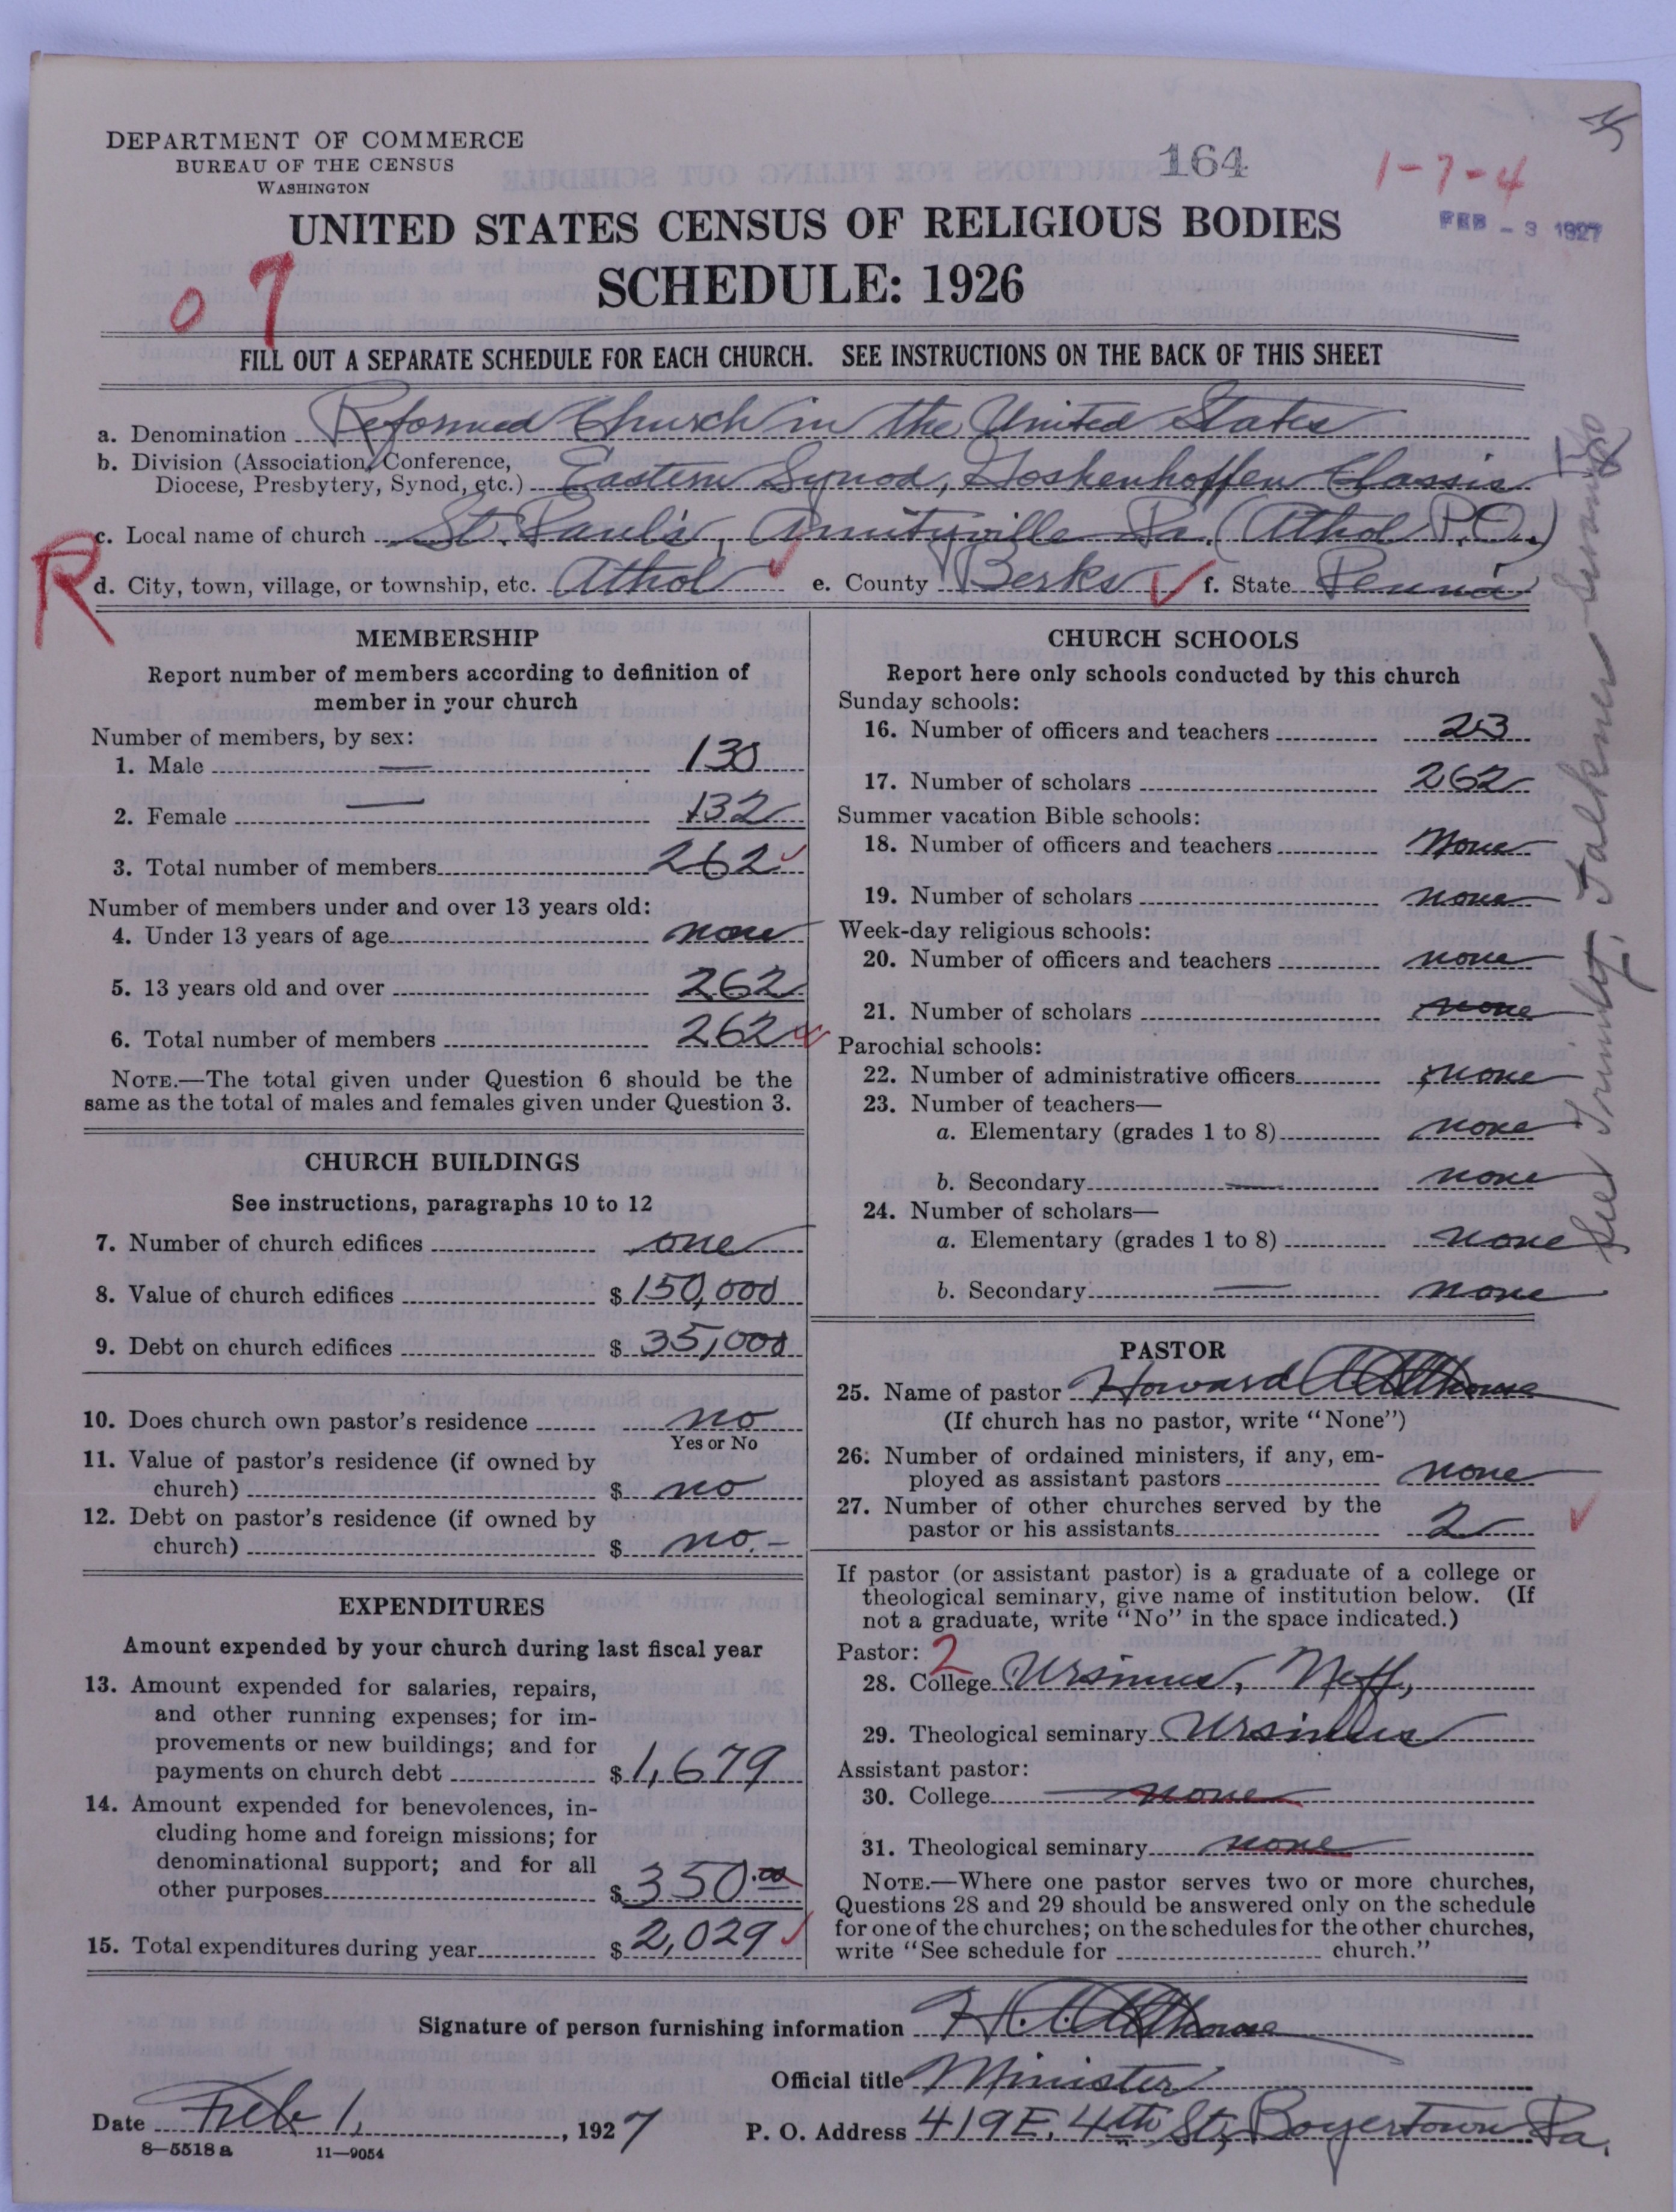 DEPARTMENT OF COMMERCE
BUREAU OF THE CENSUS
WASHINGTON
164
1-7-4
FEB - 3 1927
UNITED STATES CENSUS OF RELIGIOUS BODIES
SCHEDULE: 1926
07
FILL OUT A SEPARATE SCHEDULE FOR EACH CHURCH. SEE INSTRUCTIONS ON THE BACK OF THIS SHEET
a. Denomination Reformed Church in the United States
b. Division (Association, Conference,
Diocese, Presbytery, Synod, etc.) Eastern Synod, Goshenhoffen Classis
c. Local name of church St. Paul's, Amityville Pa. (Athol P.O.)
R
d. City, town, village, or township, etc. Athol e. County Berks f. State Penna
MEMBERSHIP
Report number of members according to definition of
member in your church
Number of members, by sex:
1. Male 130
2. Female 132
3. Total number of members 262
Number of members under and over 13 years old:
4. Under 13 years of age none
5. 13 years old and over 262
6. Total number of members 262
NOTE.—The total given under Question 6 should be the
same as the total of males and females given under Question 3.
CHURCH BUILDINGS
See instructions, paragraphs 10 to 12
7. Number of church edifices one
8. Value of church edifices $150,000
9. Debt on church edifices $35,000
10. Does church own pastor's residence no
Yes or No
11. Value of pastor's residence (if owned by
church) $ no
12. Debt on pastor's residence (if owned by
church) $ no.-
EXPENDITURES
Amount expended by your church during last fiscal year
13. Amount expended for salaries, repairs,
and other running expenses; for im-
provements or new buildings; and for
payments on church debt $1,679
14. Amount expended for benevolences, in-
cluding home and foreign missions; for
denominational support; and for all
other purposes $350.00
15. Total expenditures during year $2,029
CHURCH SCHOOLS
Report here only schools conducted by this church
Sunday schools:
16. Number of officers and teachers 23
17. Number of scholars 262
Summer vacation Bible schools:
18. Number of officers and teachers None
19. Number of scholars none
Week-day religious schools:
20. Number of officers and teachers none
21. Number of scholars none
Parochial schools:
22. Number of administrative officers none
23. Number of teachers—
a. Elementary (grades 1 to 8) none
b. Secondary none
24. Number of scholars—
a. Elementary (grades 1 to 8) none
b. Secondary none
PASTOR
25. Name of pastor Howard A Althouse
(If church has no pastor, write "None")
26. Number of ordained ministers, if any, em-
ployed as assistant pastors none
27. Number of other churches served by the
pastor or his assistants 2
If pastor (or assistant pastor) is a graduate of a college or
theological seminary, give name of institution below. (If
not a graduate, write "No" in the space indicated.)
Pastor: 2
28. College Ursinus, Neff,
29. Theological seminary Ursinus
Assistant pastor:
30. College none
31. Theological seminary none
NOTE.—Where one pastor serves two or more churches,
Questions 28 and 29 should be answered only on the schedule
for one of the churches; on the schedules for the other churches,
write "See schedule for church."
See Trinity, Falkner Swamp
Signature of person furnishing information H. A. Althouse
Official title Minister
Date Feb 1, 1927 P. O. Address 419 E, 4th St, Boyertown Pa.
8—5518a 11—9054